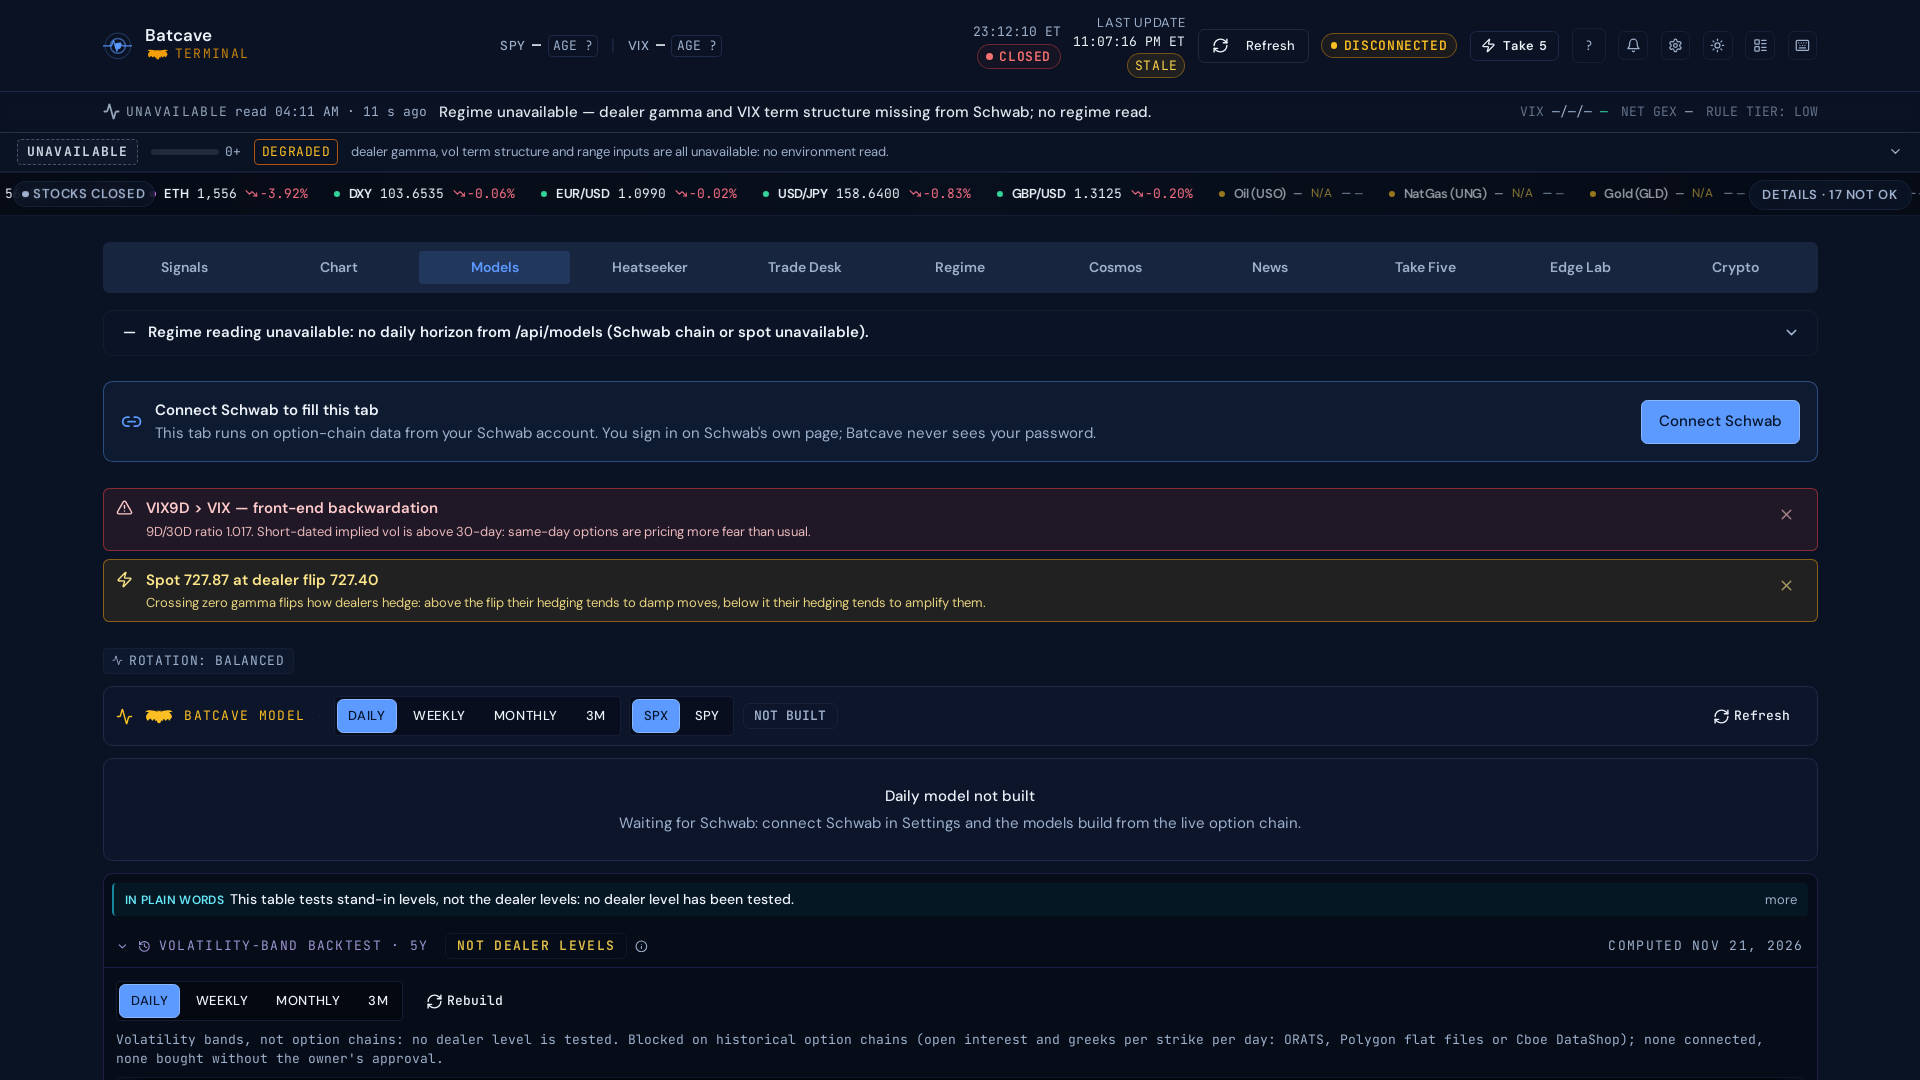 Batcave
TERMINAL
SPY — AGE ? VIX — AGE ?
23:12:10 ET
CLOSED
LAST UPDATE
11:07:16 PM ET
STALE
Refresh
DISCONNECTED
Take 5
?
UNAVAILABLE read 04:11 AM · 11 s ago Regime unavailable — dealer gamma and VIX term structure missing from Schwab; no regime read.
VIX —/—/— — NET GEX — RULE TIER: LOW
UNAVAILABLE 0+ DEGRADED dealer gamma, vol term structure and range inputs are all unavailable: no environment read.
5 STOCKS CLOSED ETH 1,556 -3.92% DXY 103.6535 -0.06% EUR/USD 1.0990 -0.02% USD/JPY 158.6400 -0.83% GBP/USD 1.3125 -0.20% Oil (USO) — N/A — — NatGas (UNG) — N/A — — Gold (GLD) — N/A — — DETAILS · 17 NOT OK
Signals Chart Models Heatseeker Trade Desk Regime Cosmos News Take Five Edge Lab Crypto
— Regime reading unavailable: no daily horizon from /api/models (Schwab chain or spot unavailable).
Connect Schwab to fill this tab
This tab runs on option-chain data from your Schwab account. You sign in on Schwab's own page; Batcave never sees your password.
Connect Schwab
VIX9D > VIX — front-end backwardation
9D/30D ratio 1.017. Short-dated implied vol is above 30-day: same-day options are pricing more fear than usual.
Spot 727.87 at dealer flip 727.40
Crossing zero gamma flips how dealers hedge: above the flip their hedging tends to damp moves, below it their hedging tends to amplify them.
ROTATION: BALANCED
BATCAVE MODEL DAILY WEEKLY MONTHLY 3M SPX SPY NOT BUILT Refresh
Daily model not built
Waiting for Schwab: connect Schwab in Settings and the models build from the live option chain.
IN PLAIN WORDS This table tests stand-in levels, not the dealer levels: no dealer level has been tested. more
VOLATILITY-BAND BACKTEST · 5Y NOT DEALER LEVELS COMPUTED NOV 21, 2026
DAILY WEEKLY MONTHLY 3M Rebuild
Volatility bands, not option chains: no dealer level is tested. Blocked on historical option chains (open interest and greeks per strike per day: ORATS, Polygon flat files or Cboe DataShop); none connected,
none bought without the owner's approval.